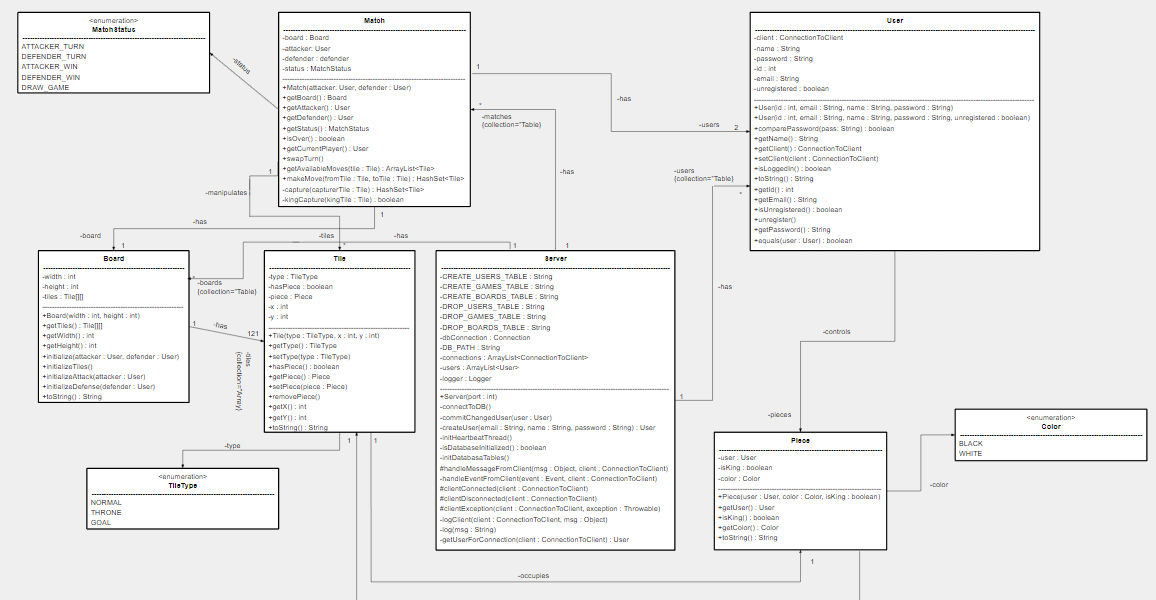 <enumeration>
MatchStatus
ATTACKER_TURN
DEFENDER_TURN
ATTACKER_WIN
DEFENDER_WIN
DRAW_GAME
-status
Match
-board : Board
-attacker: User
-defender : defender
-status : MatchStatus
+Match(attacker: User, defender : User)
+getBoard() : Board
+getAttacker() : User
+getDefender() : User
+getStatus() : MatchStatus
+isOver() : boolean
+getCurrentPlayer() : User
+swapTurn()
+getAvailableMoves(tile : Tile) : ArrayList<Tile>
+makeMove(fromTile : Tile, toTile : Tile) : HashSet<Tile>
-capture(capturerTile : Tile) : HashSet<Tile>
-kingCapture(kingTile : Tile) : boolean
1
-has
-users
2
*
-matches
{collection="Table}
-has
User
-client : ConnectionToClient
-name : String
-password : String
-id : int
-email : String
-unregistered : boolean
+User(id : int, email : String, name : String, password : String)
+User(id : int, email : String, name : String, password : String, unregistered : boolean)
+comparePassword(pass: String) : boolean
+getName() : String
+getClient() : ConnectionToClient
+setClient(client : ConnectionToClient)
+isLoggedIn() : boolean
+toString() : String
+getId() : int
+getEmail() : String
+isUnregistered() : boolean
+unregister()
+getPassword() : String
+equals(user : User) : boolean
-users
{collection="Table}
*
1
-manipulates
1
-has
-board
1
-tiles
*
-has
1
1
Board
-width : int
-height : int
-tiles : Tile[][]
+Board(width : int, height : int)
+getTiles() : Tile[][]
+getWidth() : int
+getHeight() : int
+initialize(attacker : User, defender : User)
+initializeTiles()
+initializeAttack(attacker : User)
+initializeDefense(defender : User)
+toString() : String
*
-boards
{collection="Table}
1
-has
121
-tiles
{collection="Array}
Tile
-type : TileType
-hasPiece : boolean
-piece : Piece
-x : int
-y : int
+Tile(type : TileType, x : int, y : int)
+getType() : TileType
+setType(type : TileType)
+hasPiece() : boolean
+getPiece() : Piece
+setPiece(piece : Piece)
+removePiece()
+getX() : int
+getY() : int
+toString() : String
Server
-CREATE_USERS_TABLE : String
-CREATE_GAMES_TABLE : String
-CREATE_BOARDS_TABLE : String
-DROP_USERS_TABLE : String
-DROP_GAMES_TABLE : String
-DROP_BOARDS_TABLE : String
-dbConnection : Connection
-DB_PATH : String
-connections : ArrayList<ConnectionToClient>
-users : ArrayList<User>
-logger : Logger
+Server(port : int)
-connectToDB()
-commitChangedUser(user : User)
-createUser(email : String, name : String, password : String) : User
-initHeartbeatThread()
-isDatabaseInitialized() : boolean
-initDatabasaTables()
#handleMessageFromClient(msg : Object, client : ConnectionToClient)
-handleEventFromClient(event : Event, client : ConnectionToClient)
#clientConnected(client : ConnectionToClient)
#clientDisconnected(client : ConnectionToClient)
#clientException(client : ConnectionToClient, exception : Throwable)
-logClient(client : ConnectionToClient, msg : Object)
-log(msg : String)
-getUserForConnection(client : ConnectionToClient) : User
1
-has
-controls
-pieces
Piece
-user : User
-isKing : boolean
-color : Color
+Piece(user : User, color : Color, isKing : boolean)
+getUser() : User
+isKing() : boolean
+getColor() : Color
+toString() : String
<enumeration>
Color
BLACK
WHITE
-color
-type
1
1
<enumeration>
TileType
NORMAL
THRONE
GOAL
-occupies
1